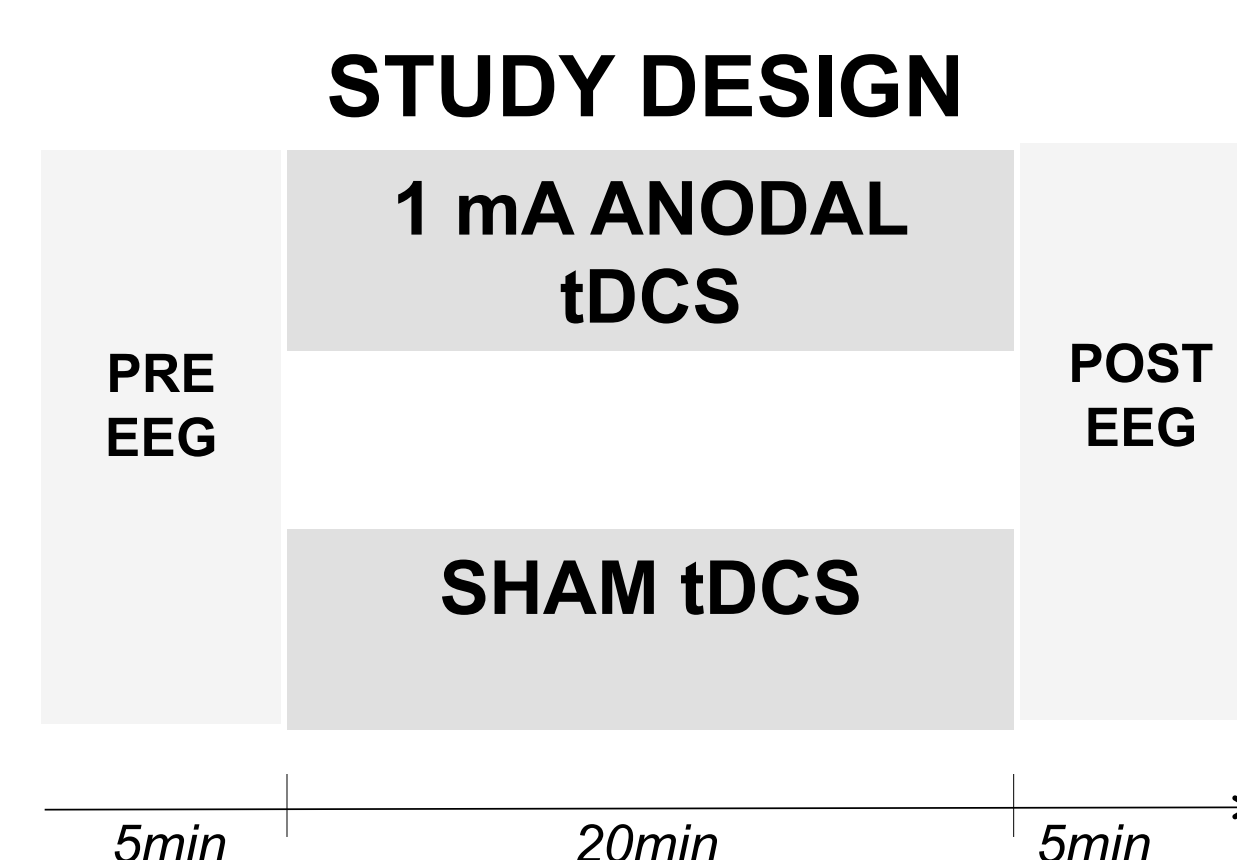 STUDY DESIGN
1 mA ANODAL
tDCS
PRE
EEG
POST
EEG
SHAM tDCS
5min
20min
5min